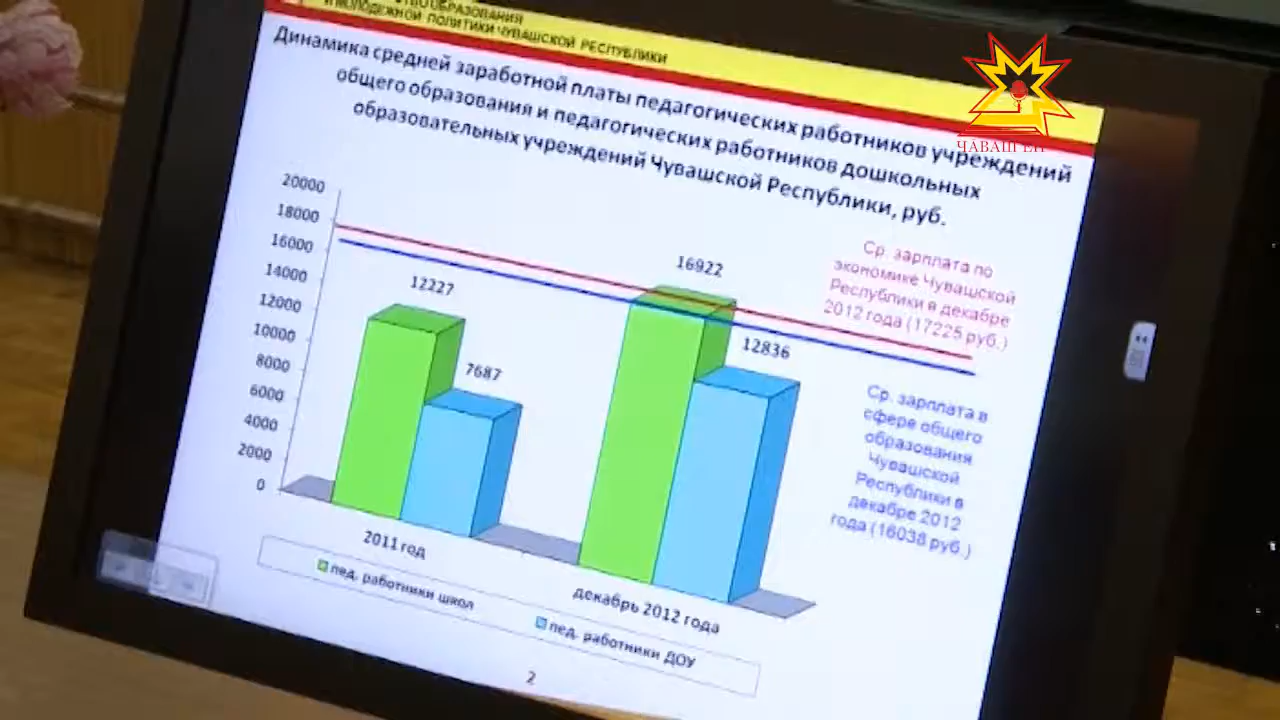 ОБРАЗОВАНИЯ
И МОЛОДЕЖНОЙ ПОЛИТИКИ ЧУВАШСКОЙ РЕСПУБЛИКИ
Динамика средней заработной платы педагогических работников учреждений
общего образования и педагогических работников дошкольных
образовательных учреждений Чувашской Республики, руб.
ЧАВАШ ЕН
20000
18000
16000
14000
12000
10000
8000
6000
4000
2000
0
12227
7687
16922
12836
Ср. зарплата по
экономике Чувашской
Республики в декабре
2012 года (17225 руб.)
Ср. зарплата в
сфере общего
образования
Чувашской
Республики в
декабре 2012
года (16038 руб.)
2011 год
декабрь 2012 года
пед. работники школ
пед. работники ДОУ
2